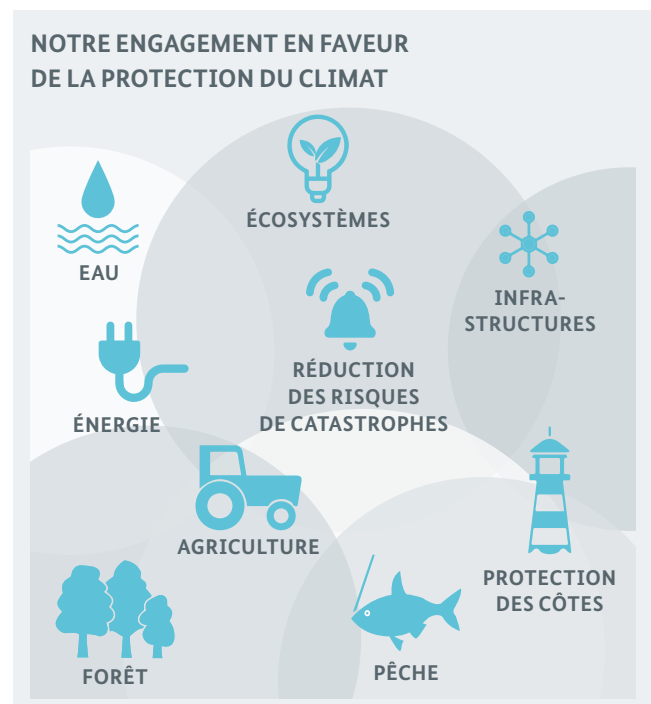 NOTRE ENGAGEMENT EN FAVEUR
DE LA PROTECTION DU CLIMAT
ÉCOSYSTÈMES
EAU
INFRA-
STRUCTURES
RÉDUCTION
DES RISQUES
DE CATASTROPHES
ÉNERGIE
AGRICULTURE
PROTECTION
DES CÔTES
FORÊT
PÊCHE